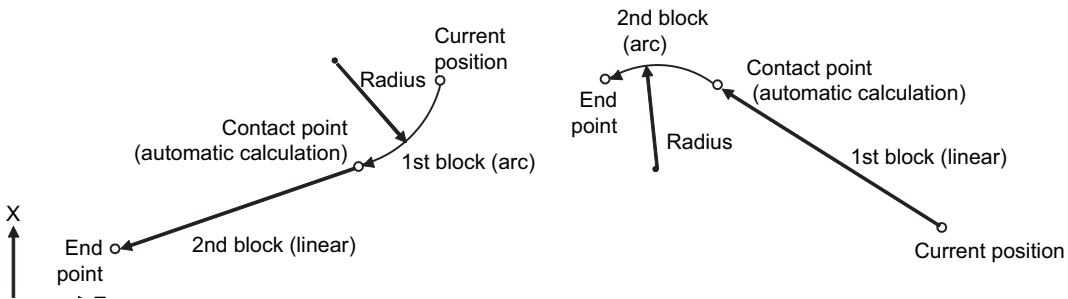 Current
position
Radius
Contact point
(automatic calculation)
1st block (arc)
2nd block (linear)
End
point
X
2nd block
(arc)
End
point
Radius
Contact point
(automatic calculation)
1st block (linear)
Current position